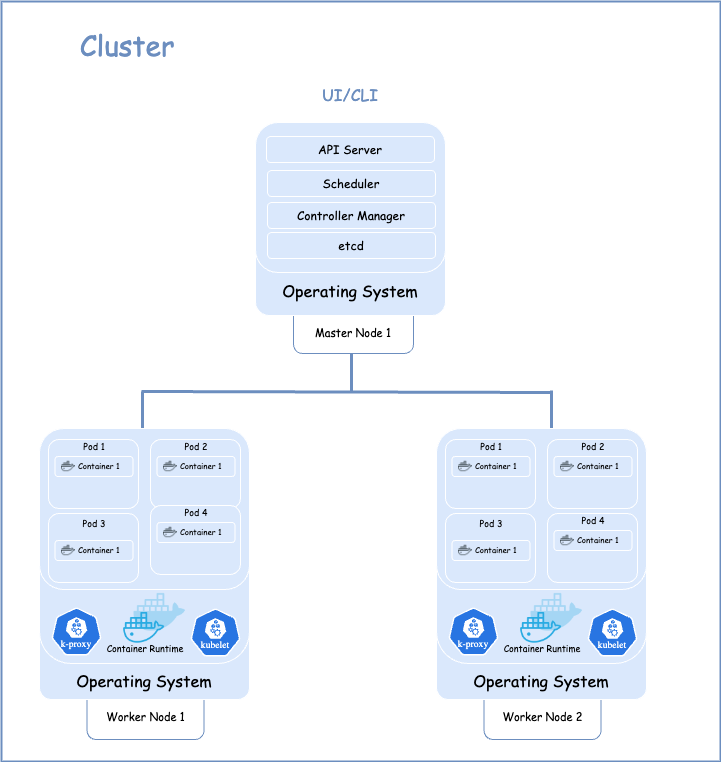 Cluster
UI/CLI
API Server
Scheduler
Controller Manager
etcd
Operating System
Master Node 1
Pod 1
Container 1
Pod 2
Container 1
Pod 3
Container 1
Pod 4
Container 1
k-proxy
Container Runtime
kubelet
Operating System
Worker Node 1
Pod 1
Container 1
Pod 2
Container 1
Pod 3
Container 1
Pod 4
Container 1
k-proxy
Container Runtime
kubelet
Operating System
Worker Node 2